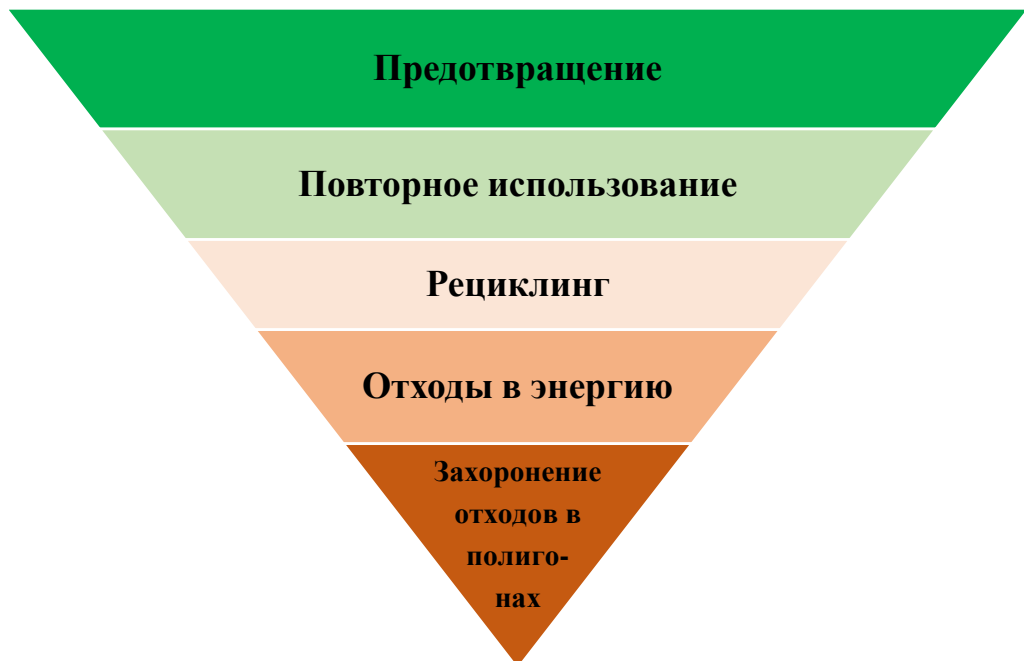 Предотвращение
Повторное использование
Рециклинг
Отходы в энергию
Захоронение
отходов в
полиго-
нах